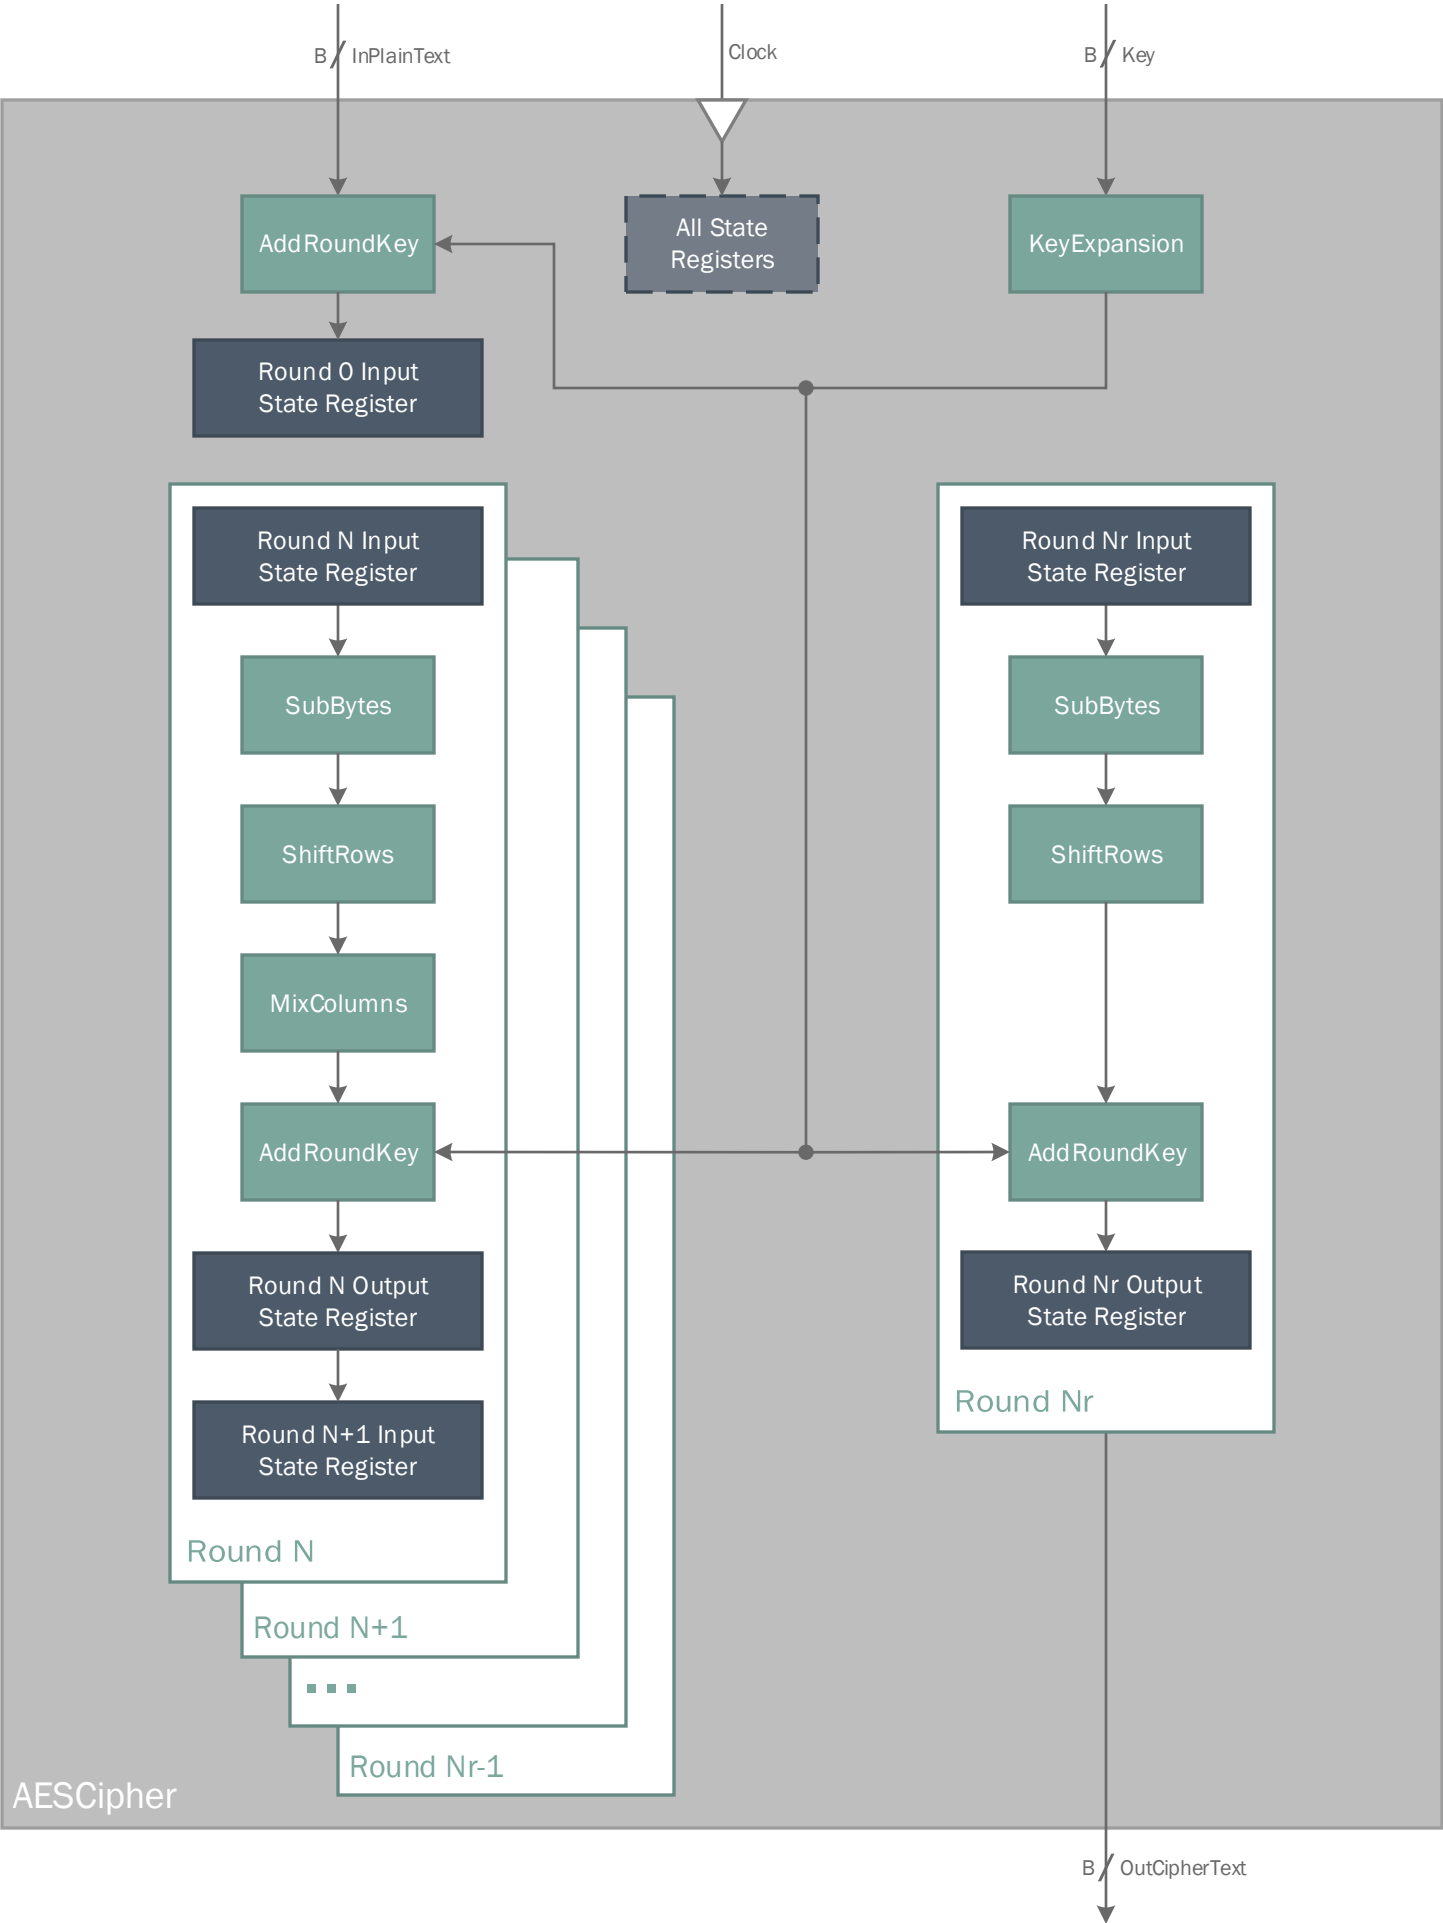 B
InPlainText
Clock
B
Key
AddRoundKey
All State
Registers
KeyExpansion
Round 0 Input
State Register
Round N Input
State Register
SubBytes
ShiftRows
MixColumns
AddRoundKey
Round N Output
State Register
Round N+1 Input
State Register
Round N
Round N+1
...
Round Nr-1
Round Nr Input
State Register
SubBytes
ShiftRows
AddRoundKey
Round Nr Output
State Register
Round Nr
AESCipher
B
OutCipherText